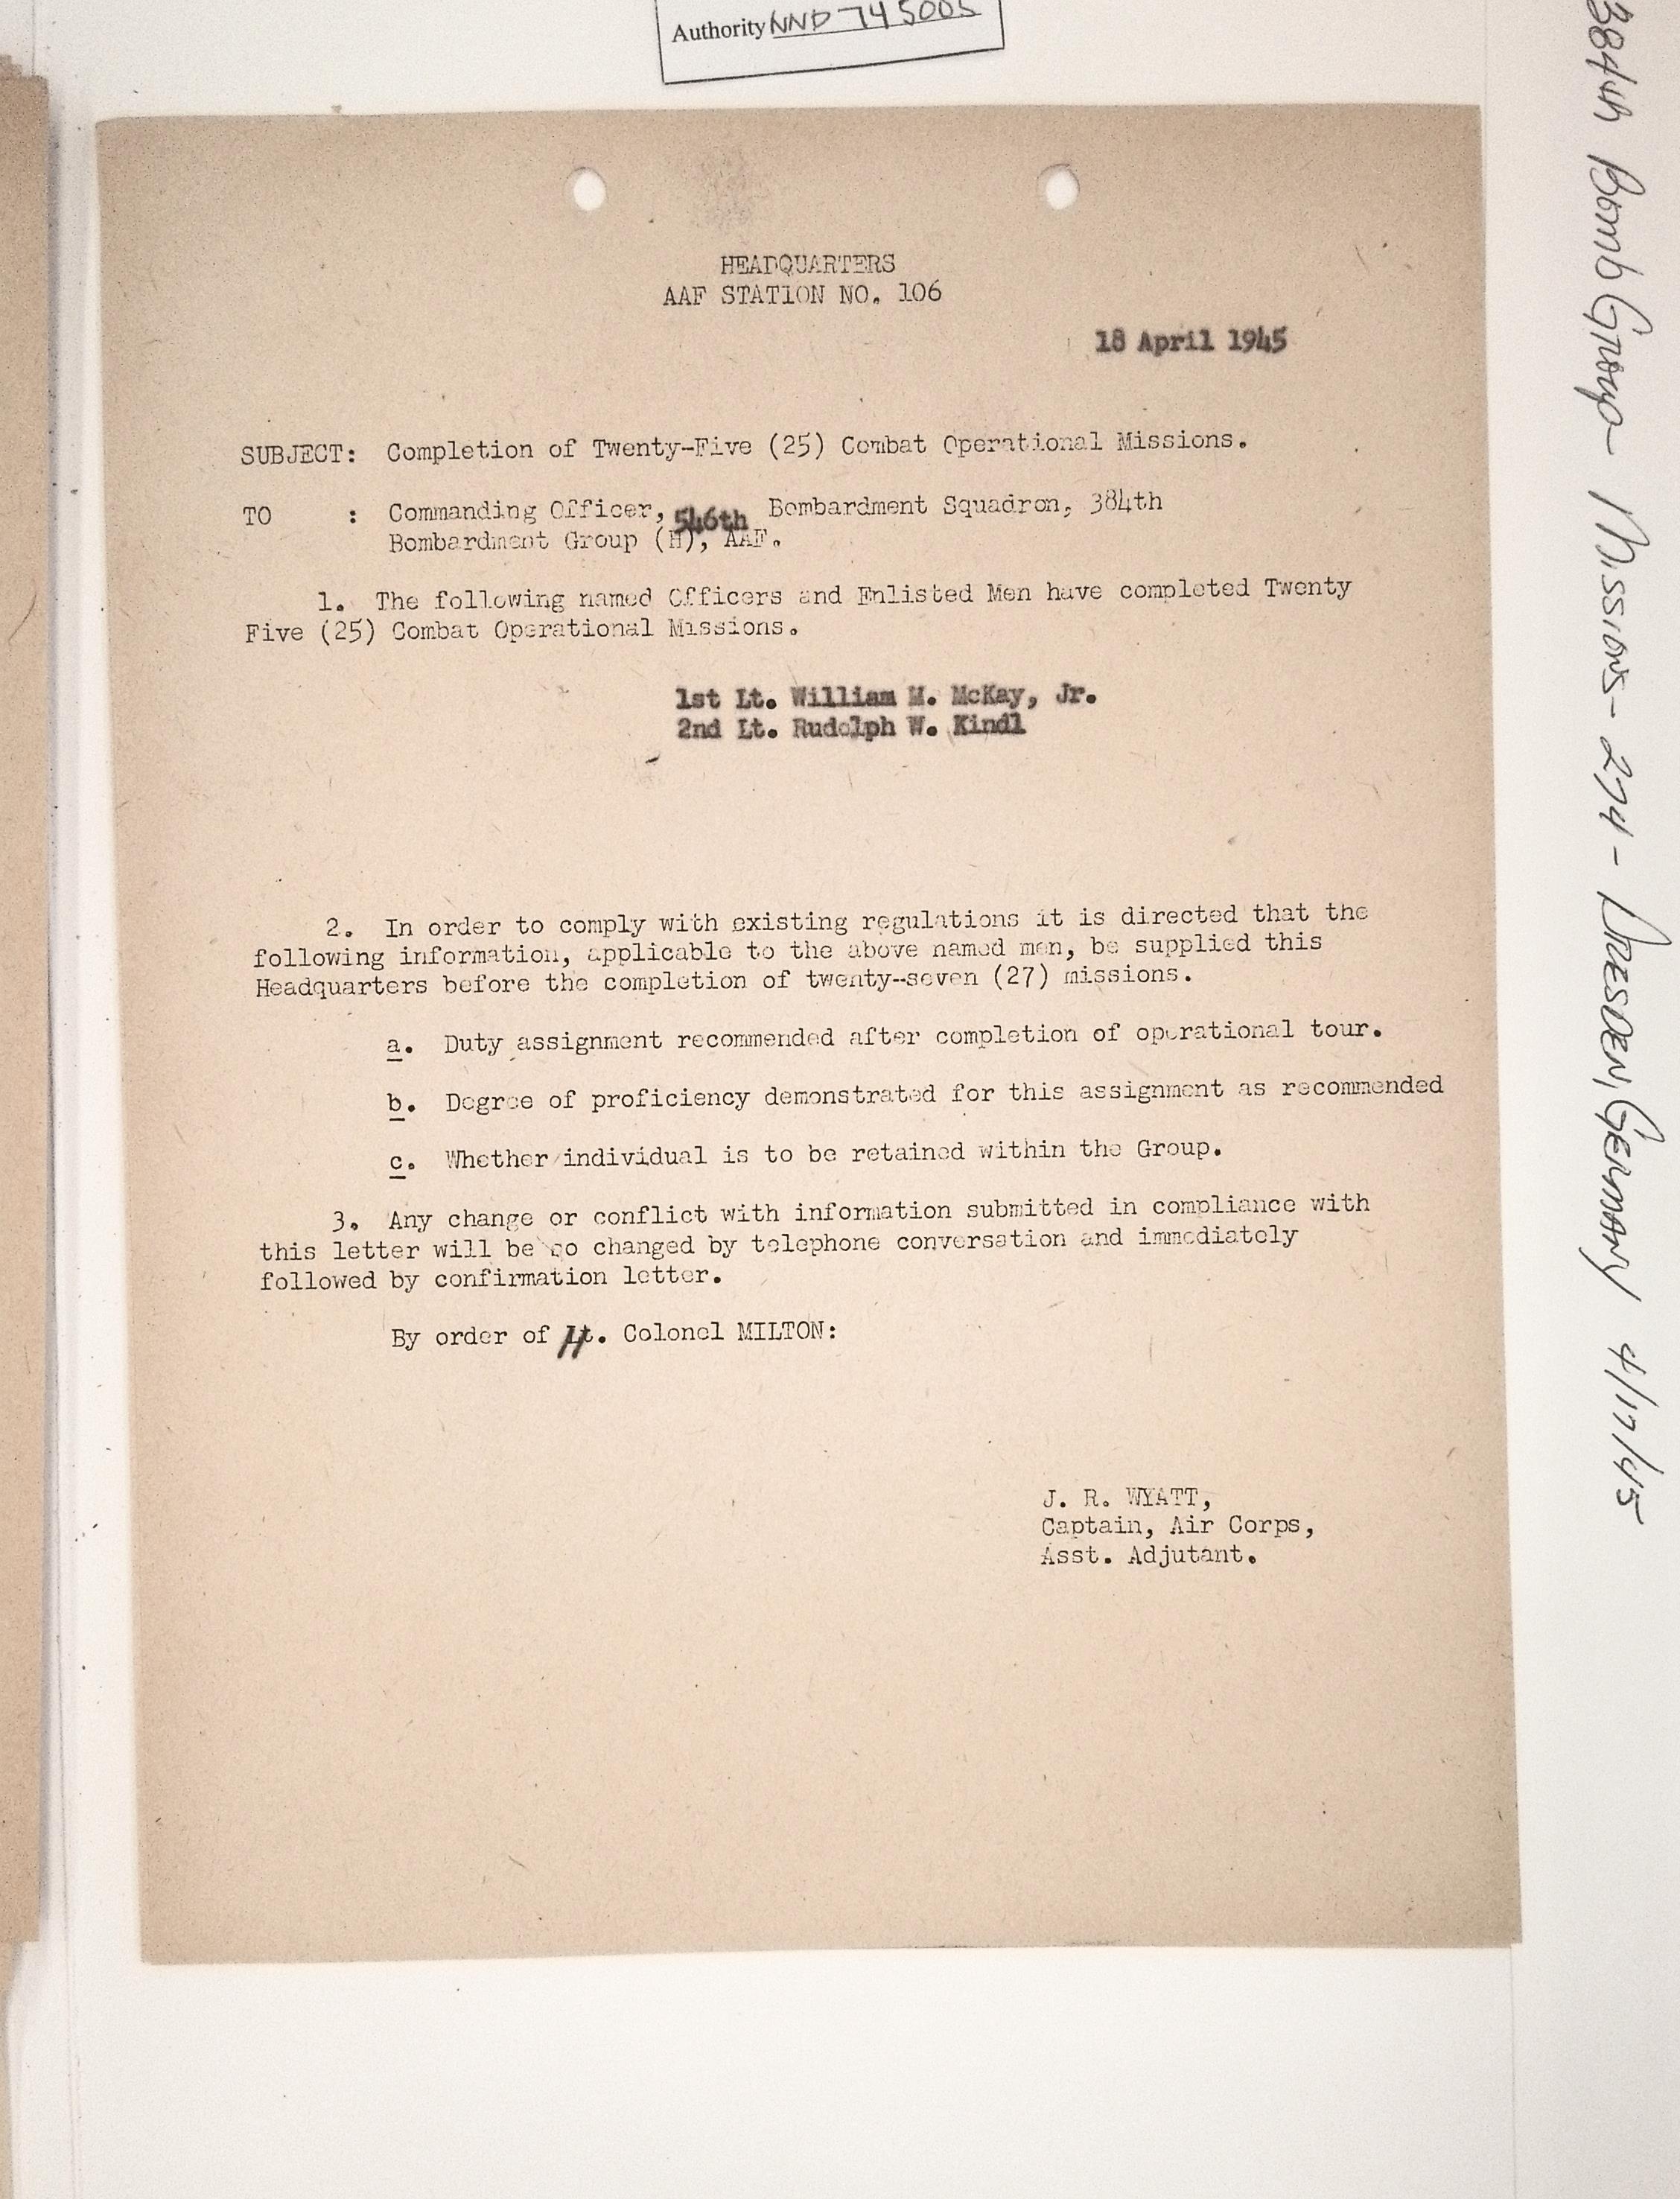 Authority NND 745005
HEADQUARTERS
AAF STATION NO. 106
18 April 1945
SUBJECT: Completion of Twenty-Five (25) Combat Operational Missions.
TO : Commanding Officer, 546th Bombardment Squadron, 384th
Bombardment Group (H), AAF.
1. The following named Officers and Enlisted Men have completed Twenty
Five (25) Combat Operational Missions.
1st Lt. William M. McKay, Jr.
2nd Lt. Rudolph W. Kindl
2. In order to comply with existing regulations it is directed that the
following information, applicable to the above named men, be supplied this
Headquarters before the completion of twenty-seven (27) missions.
a. Duty assignment recommended after completion of operational tour.
b. Degree of proficiency demonstrated for this assignment as recommended
c. Whether individual is to be retained within the Group.
3. Any change or conflict with information submitted in compliance with
this letter will be so changed by telephone conversation and immediately
followed by confirmation letter.
By order of Lt. Colonel MILTON:
J. R. WYATT,
Captain, Air Corps,
Asst. Adjutant.
384th Bomb Group - Missions - 274 - DRESDEN, GERMANY 4/17/45